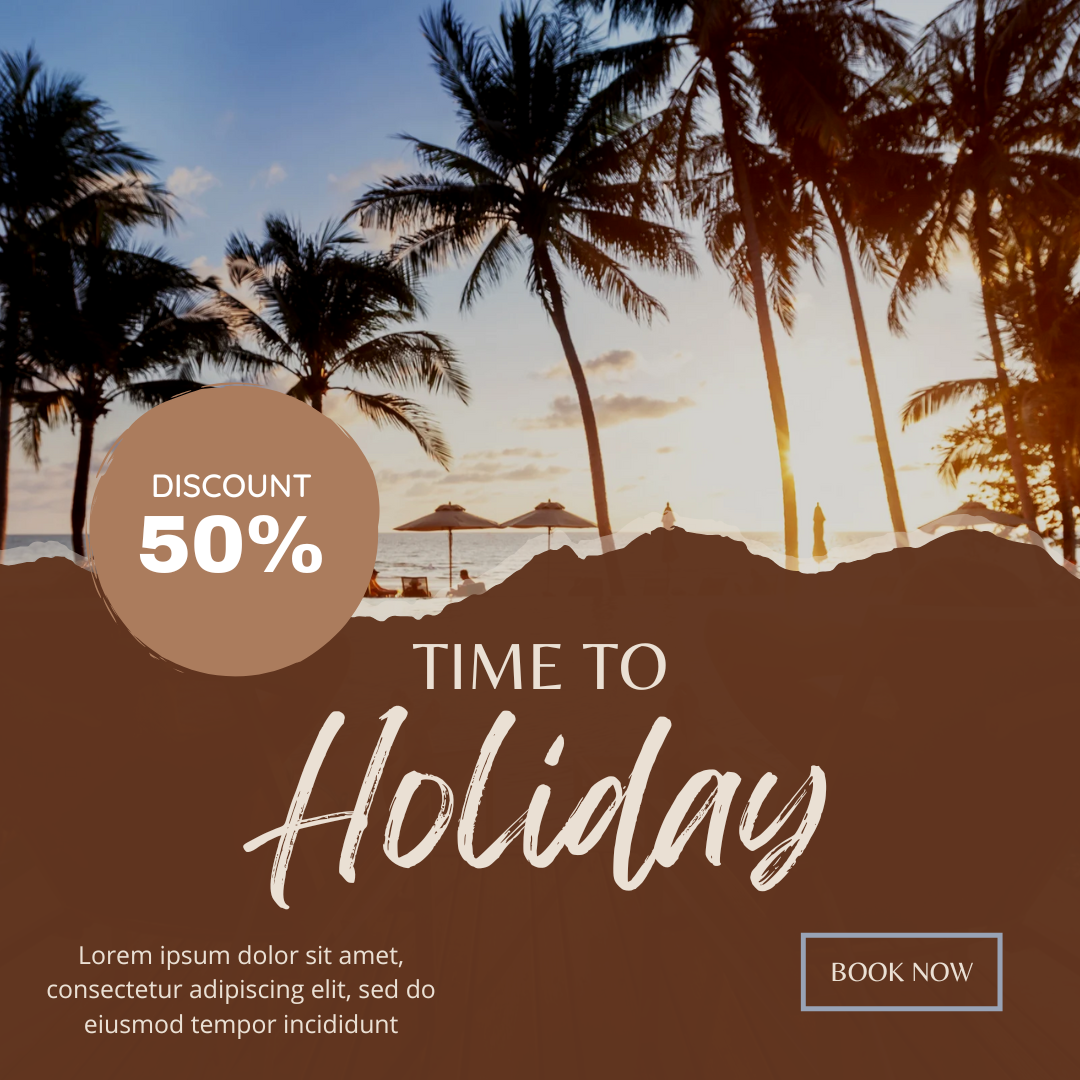 DISCOUNT
50%
TIME TO
Holiday
Lorem ipsum dolor sit amet,
consectetur adipiscing elit, sed do
eiusmod tempor incididunt
BOOK NOW